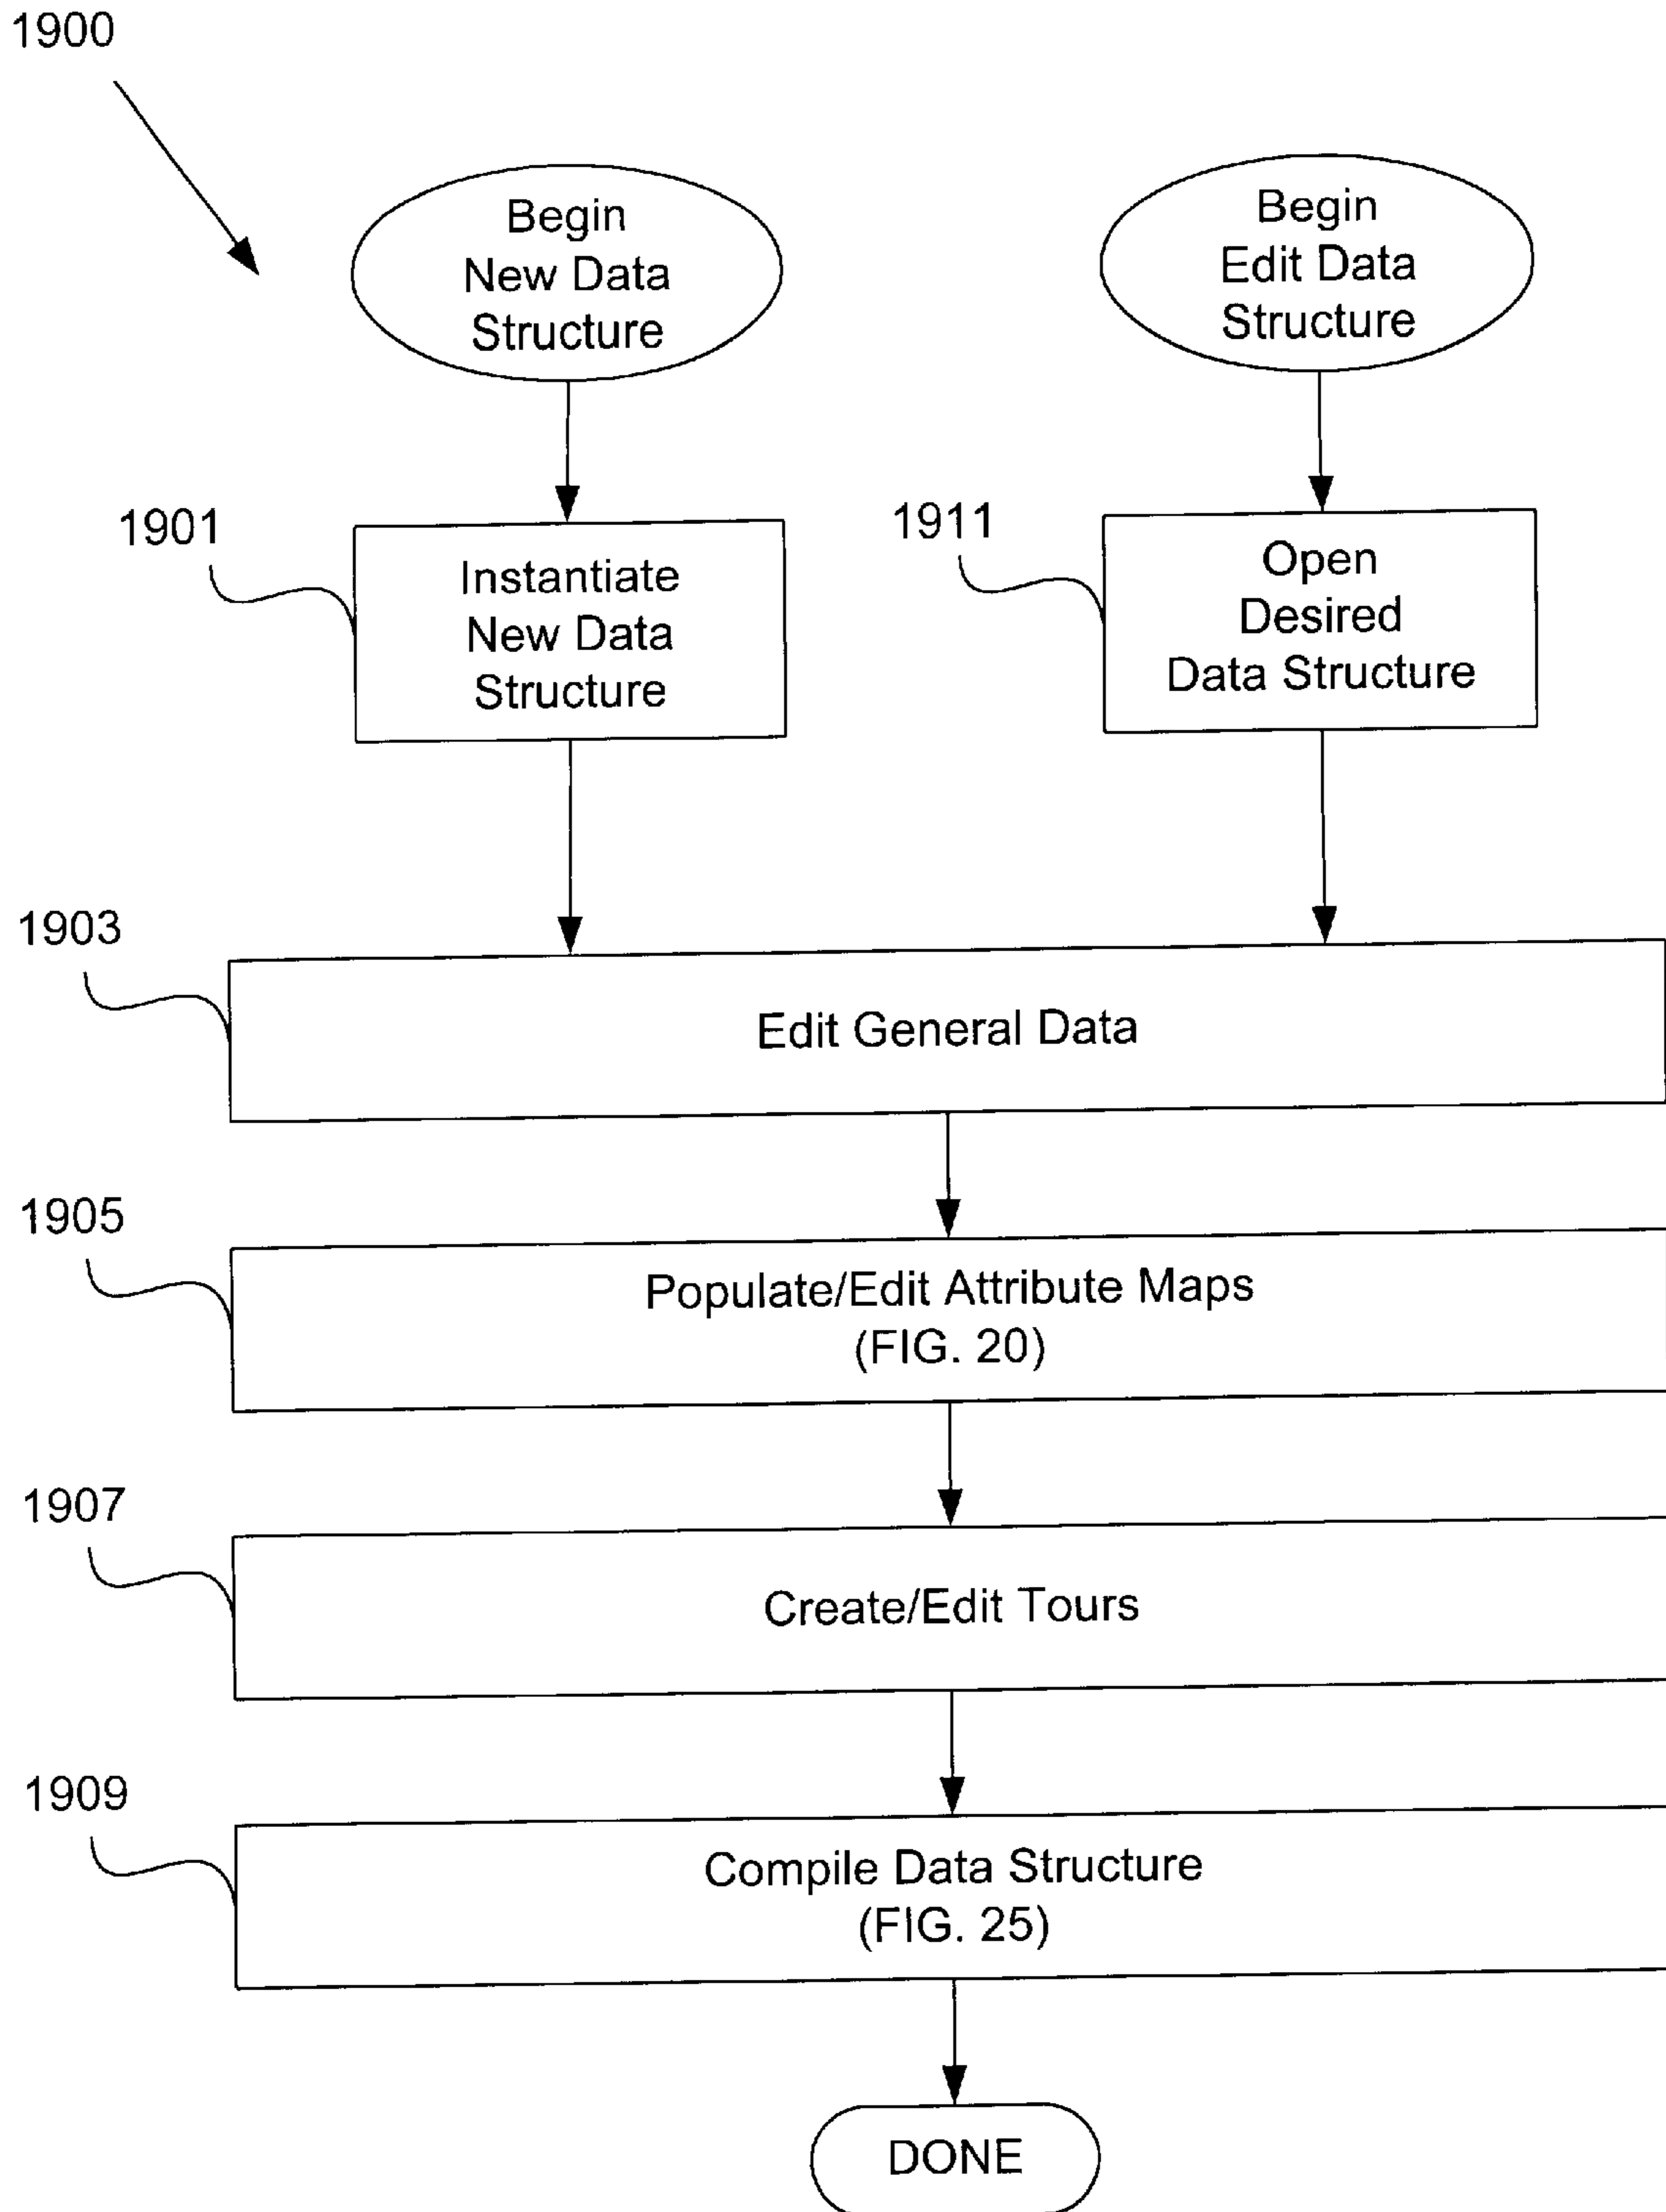 1900
Begin
New Data
Structure
Begin
Edit Data
Structure
1901
Instantiate
New Data
Structure
1911
Open
Desired
Data Structure
1903
Edit General Data
1905
Populate/Edit Attribute Maps
(FIG. 20)
1907
Create/Edit Tours
1909
Compile Data Structure
(FIG. 25)
DONE